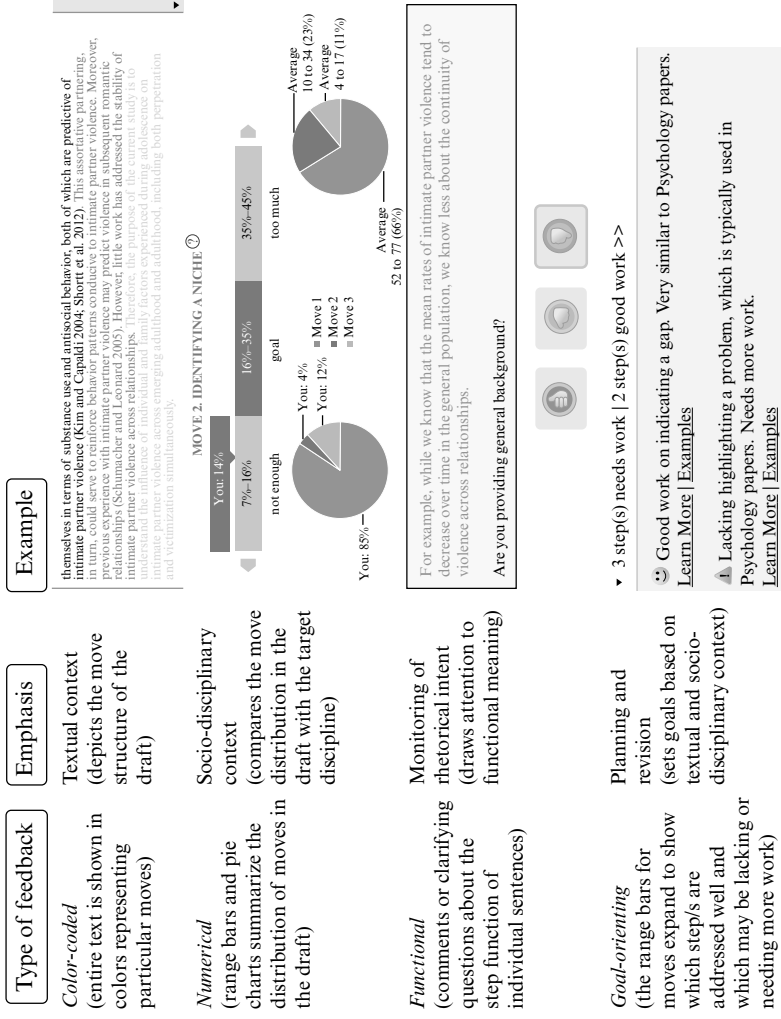 Type of feedback
Emphasis
Example
Color-coded
(entire text is shown in
colors representing
particular moves)
Textual context
(depicts the move
structure of the
draft)
themselves in terms of substance use and antisocial behavior, both of which are predictive of
intimate partner violence (Kim and Capaldi 2004; Shortt et al. 2012). This assortative partnering,
in turn, could serve to reinforce behavior patterns conducive to intimate partner violence. Moreover,
previous experience with intimate partner violence may predict violence in subsequent romantic
relationships (Schumacher and Leonard 2005). However, little work has addressed the stability of
intimate partner violence across relationships. Therefore, the purpose of the current study is to
understand the influence of individual and family factors experienced during adolescence on
intimate partner violence across emerging adulthood and adulthood, including both perpetration
and victimization simultaneously.
Numerical
(range bars and pie
charts summarize the
distribution of moves in
the draft)
Socio-disciplinary
context
(compares the move
distribution in the
draft with the target
discipline)
MOVE 2. IDENTIFYING A NICHE ?
You: 14%
7%–16%
16%–35%
35%–45%
not enough
goal
too much
You: 85%
You: 4%
You: 12%
Move 1
Move 2
Move 3
Average
52 to 77 (66%)
Average
10 to 34 (23%)
Average
4 to 17 (11%)
Functional
(comments or clarifying
questions about the
step function of
individual sentences)
Monitoring of
rhetorical intent
(draws attention to
functional meaning)
For example, while we know that the mean rates of intimate partner violence tend to
decrease over time in the general population, we know less about the continuity of
violence across relationships.
Are you providing general background?
Goal-orienting
(the range bars for
moves expand to show
which step/s are
addressed well and
which may be lacking or
needing more work)
Planning and
revision
(sets goals based on
textual and socio-
disciplinary context)
3 step(s) needs work | 2 step(s) good work >>
Good work on indicating a gap. Very similar to Psychology papers.
Learn More | Examples
Lacking highlighting a problem, which is typically used in
Psychology papers. Needs more work.
Learn More | Examples